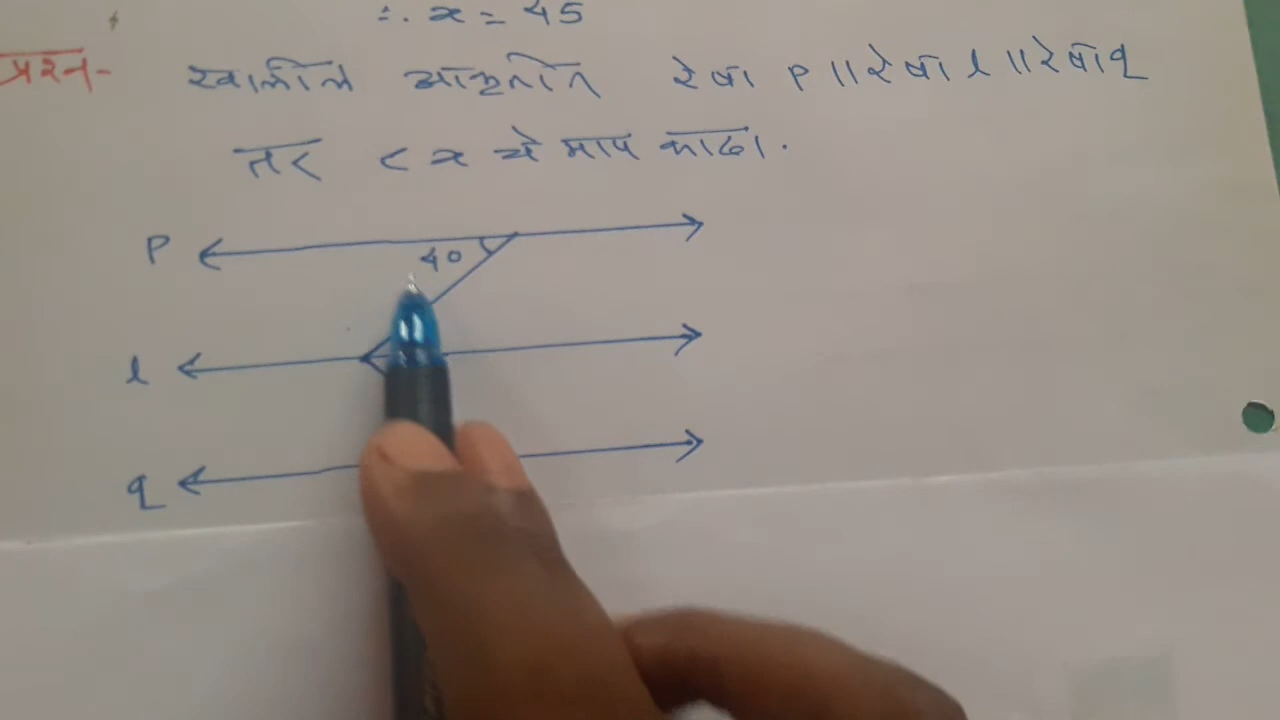 ∴ x = 45
प्रश्न- खालील आकृतीत रेषा P || रेषा l || रेषा q
तर < x चे माप काढा.
P
40
l
q